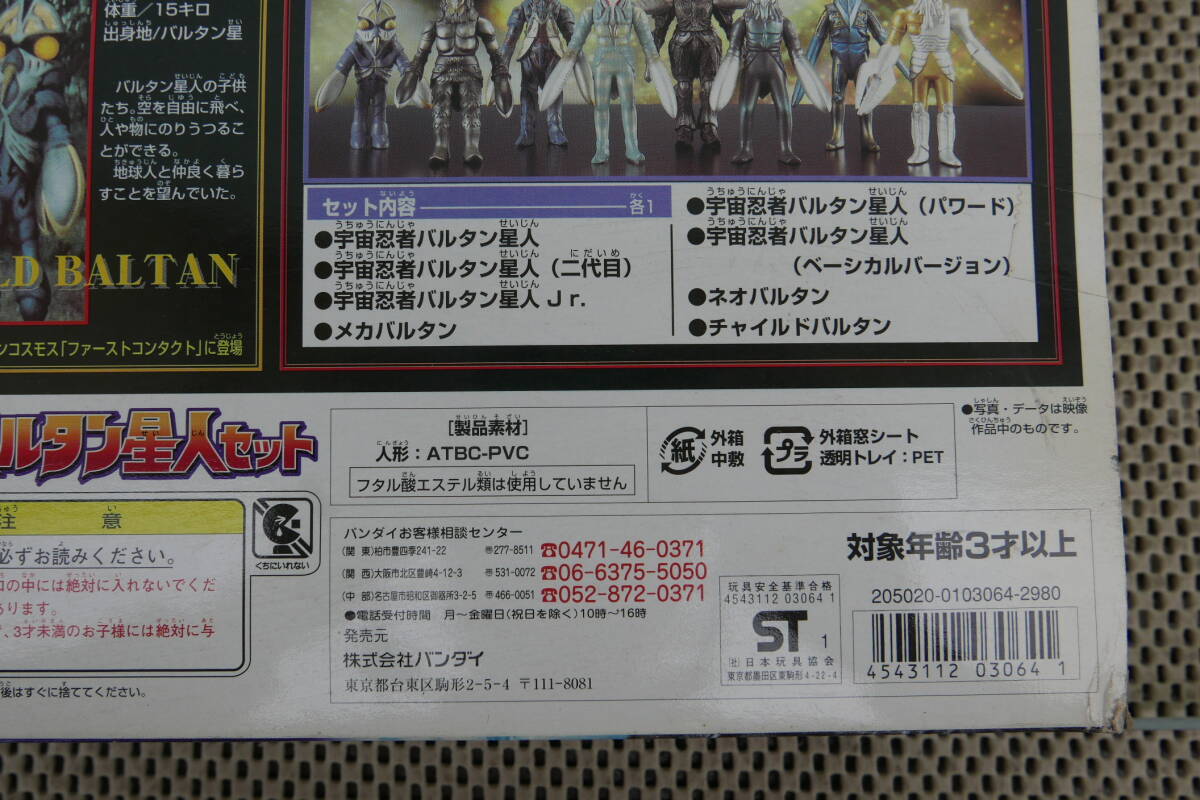 体重／15キロ
出身地/バルタン星
バルタン星人の子供
たち。空を自由に飛べ、
人や物にのりうつるこ
とができる。
地球人と仲良く暮ら
すことを望んでいた。
LD BALTAN
ンコスモス「ファーストコンタクト」に登場
セット内容 各1
●宇宙忍者バルタン星人
●宇宙忍者バルタン星人（二代目）
●宇宙忍者バルタン星人Ｊｒ.
●メカバルタン
●宇宙忍者バルタン星人（パワード）
●宇宙忍者バルタン星人
（ベーシカルバージョン）
●ネオバルタン
●チャイルドバルタン
バルタン星人セット
[製品素材]
人形：ATBC-PVC
フタル酸エステル類は使用していません
紙 外箱
中敷
プラ 外箱窓シート
透明トレイ：PET
●写真・データは映像
作品中のものです。
注意
必ずお読みください。
口の中には絶対に入れないでくだ
あります。
、3才未満のお子様には絶対に与
後はすぐに捨ててください。
くちにいれない
バンダイお客様相談センター
(関 東)柏市豊四季241-22 〒277-8511 ☎0471-46-0371
(関 西)大阪市北区豊崎4-12-3 〒531-0072 ☎06-6375-5050
(中 部)名古屋市昭和区御器所3-2-5 〒466-0051 ☎052-872-0371
●電話受付時間 月〜金曜日(祝日を除く)10時〜16時
発売元
株式会社バンダイ
東京都台東区駒形2-5-4 〒111-8081
対象年齢3才以上
玩具安全基準合格
4543112 03064 1
ST 1
(社)日本玩具協会
東京都墨田区東駒形4-22-4
205020-0103064-2980
4543112 03064 1